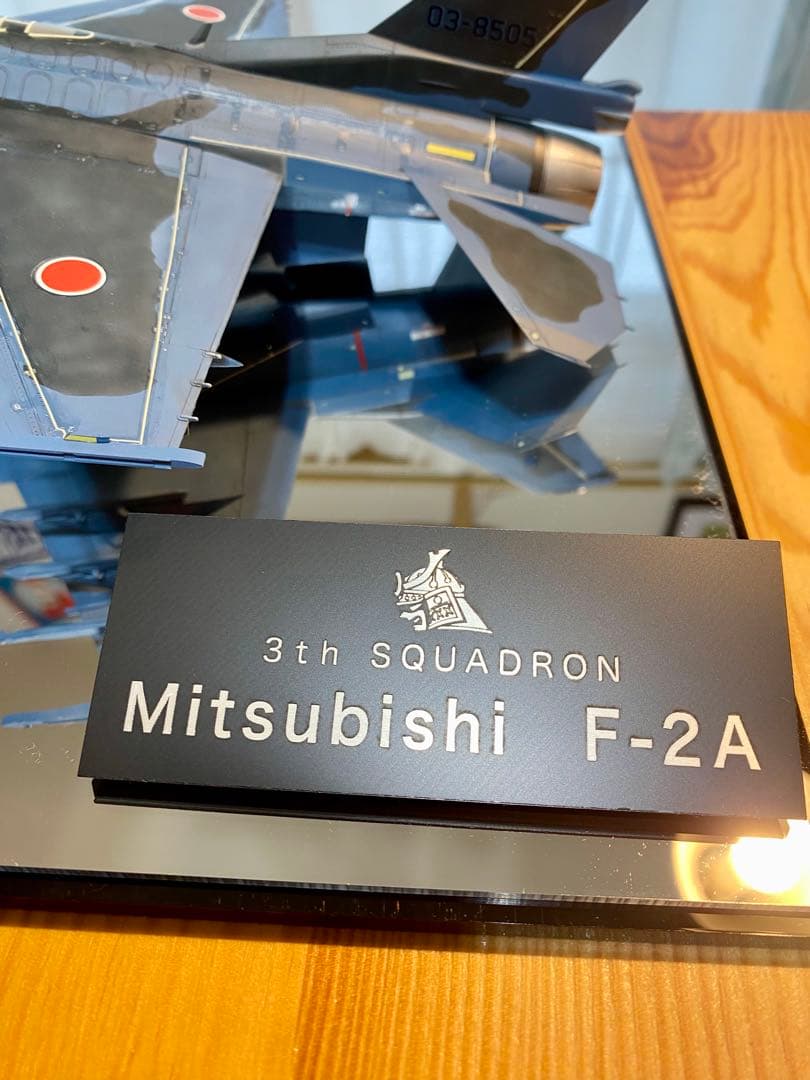 03-8505
3th SQUADRON
Mitsubishi F-2A